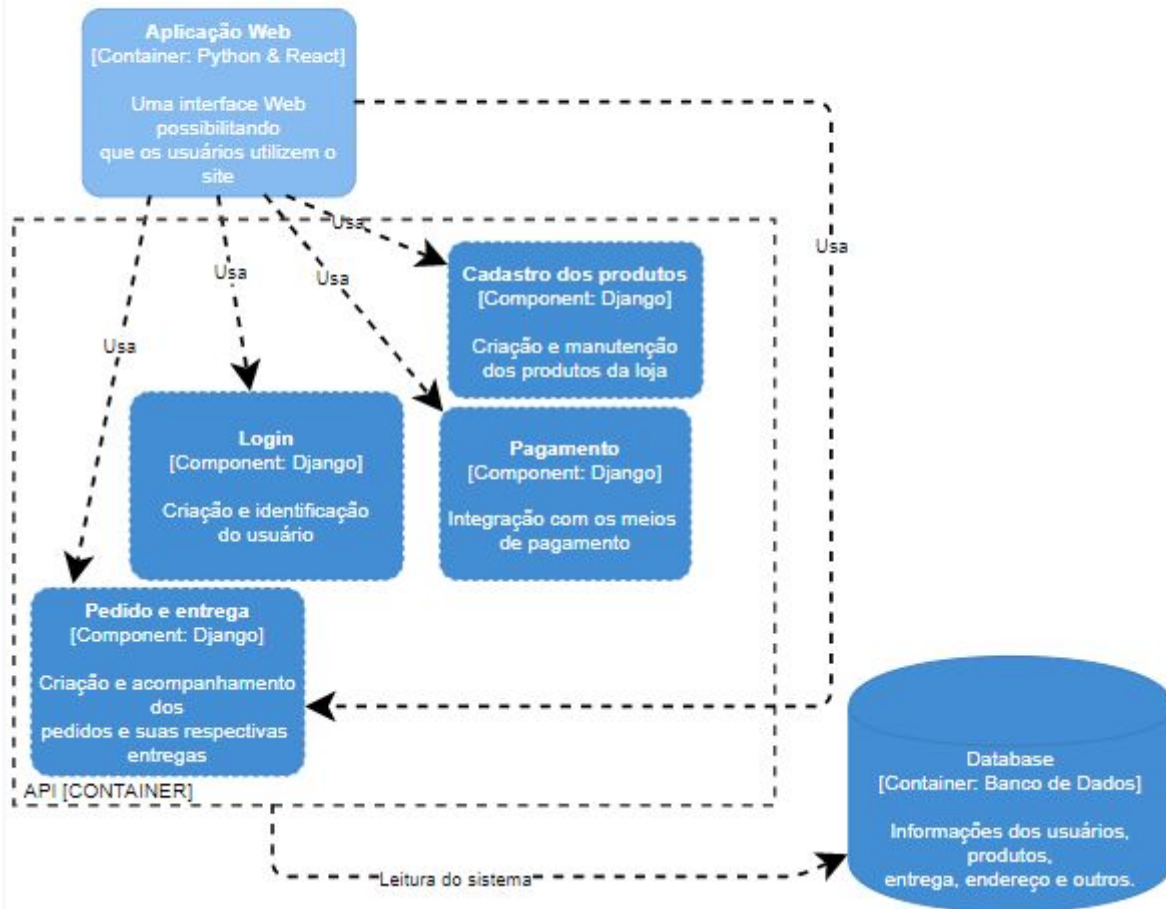 Aplicação Web
[Container: Python & React]
Uma interface Web
possibilitando
que os usuários utilizem o
site
Usa
Usa
Usa
Usa
Usa
Cadastro dos produtos
[Component: Django]
Criação e manutenção
dos produtos da loja
Login
[Component: Django]
Criação e identificação
do usuário
Pagamento
[Component: Django]
Integração com os meios
de pagamento
Pedido e entrega
[Component: Django]
Criação e acompanhamento
dos
pedidos e suas respectivas
entregas
API [CONTAINER]
Database
[Container: Banco de Dados]
Informações dos usuários,
produtos,
entrega, endereço e outros.
Leitura do sistema